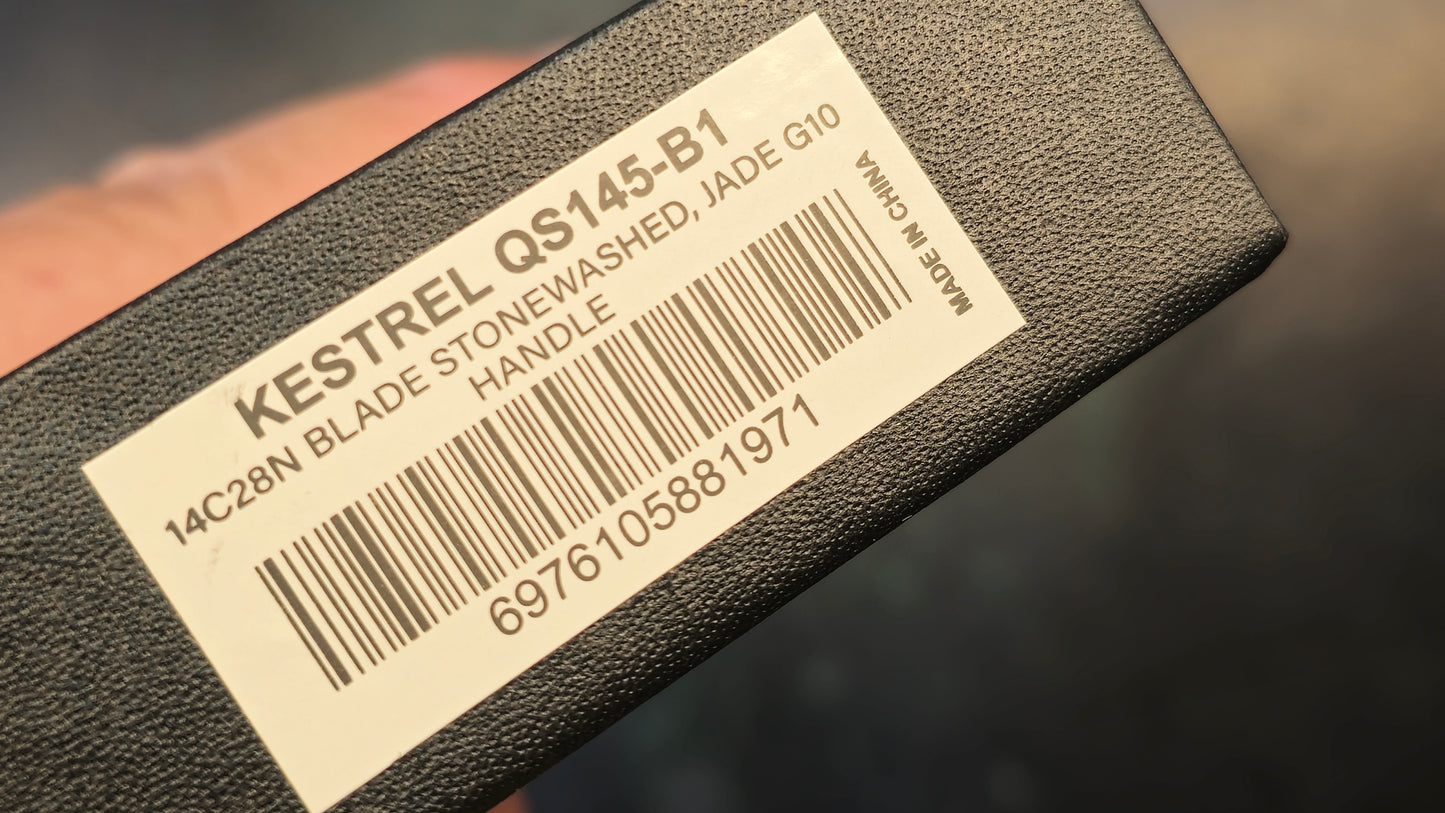 KESTREL QS145-B1
14C28N BLADE STONEWASHED, JADE G10
HANDLE
6976105881971
MADE IN CHINA